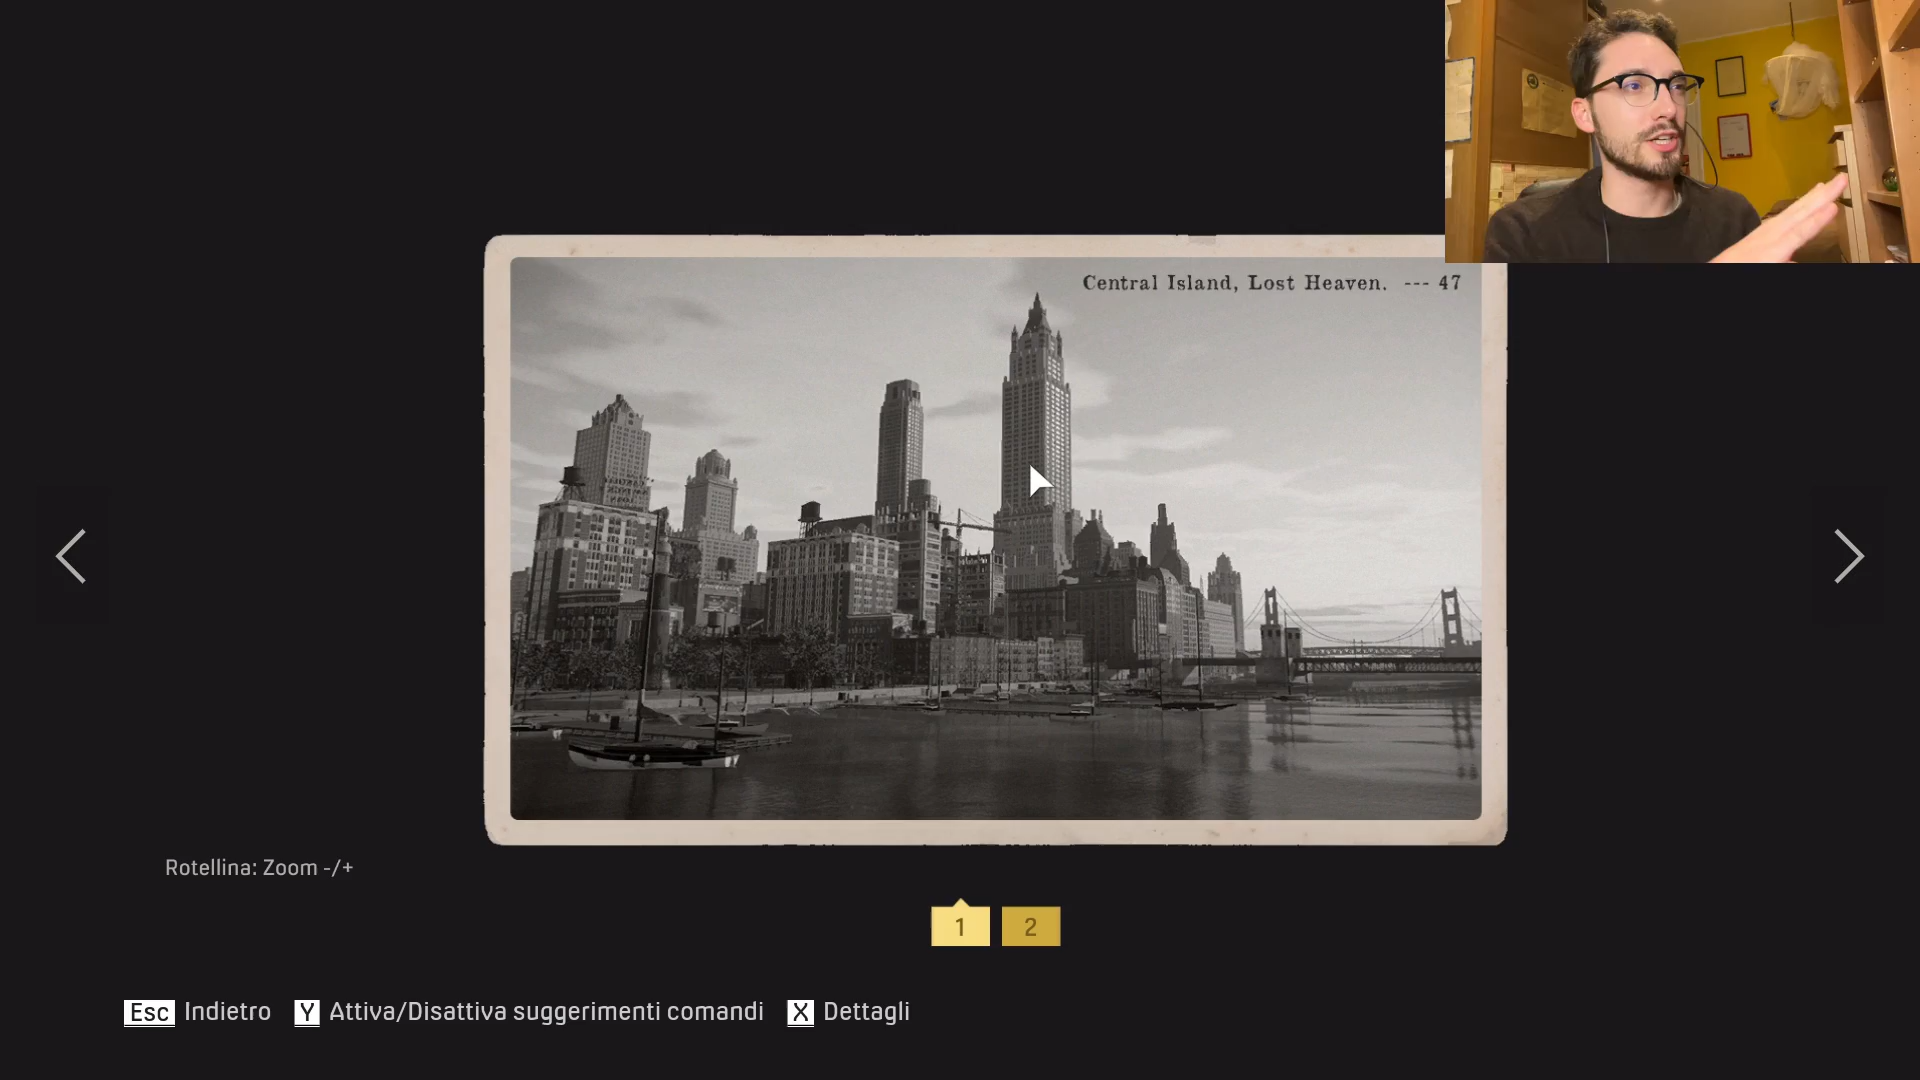 Central Island, Lost Heaven. --- 47
Rotellina: Zoom -/+
1 2
Esc Indietro Y Attiva/Disattiva suggerimenti comandi X Dettagli